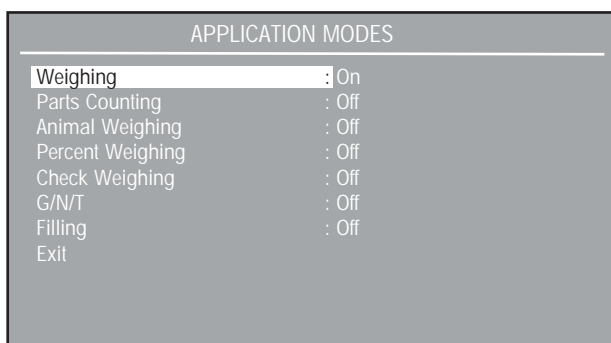 APPLICATION MODES
Weighing : On
Parts Counting : Off
Animal Weighing : Off
Percent Weighing : Off
Check Weighing : Off
G/N/T : Off
Filling : Off
Exit